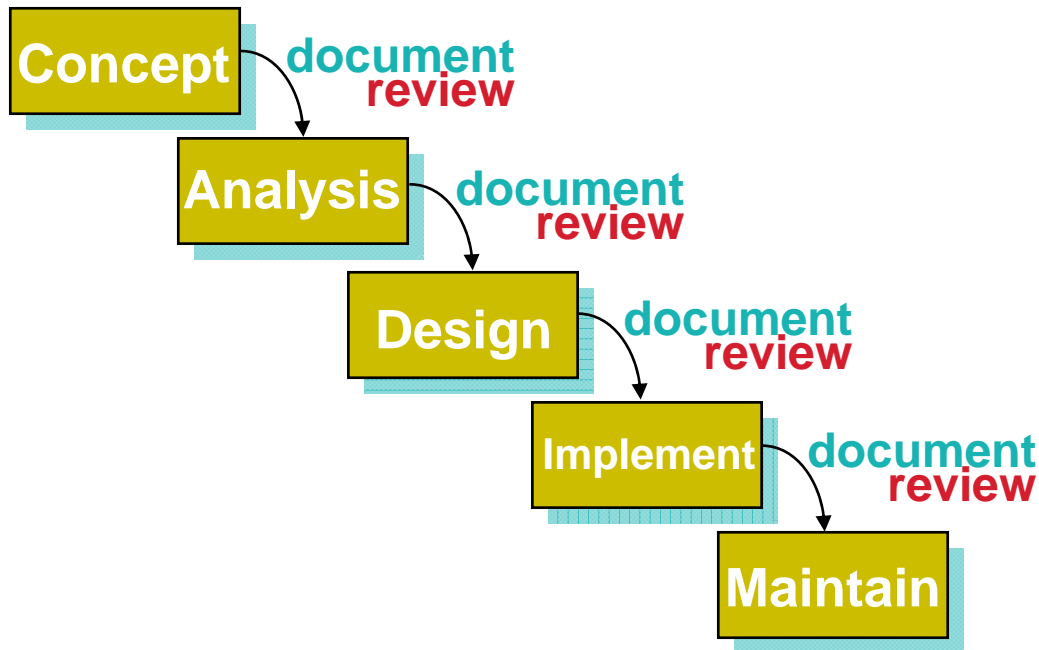 Concept
document
review
Analysis
document
review
Design
document
review
Implement
document
review
Maintain